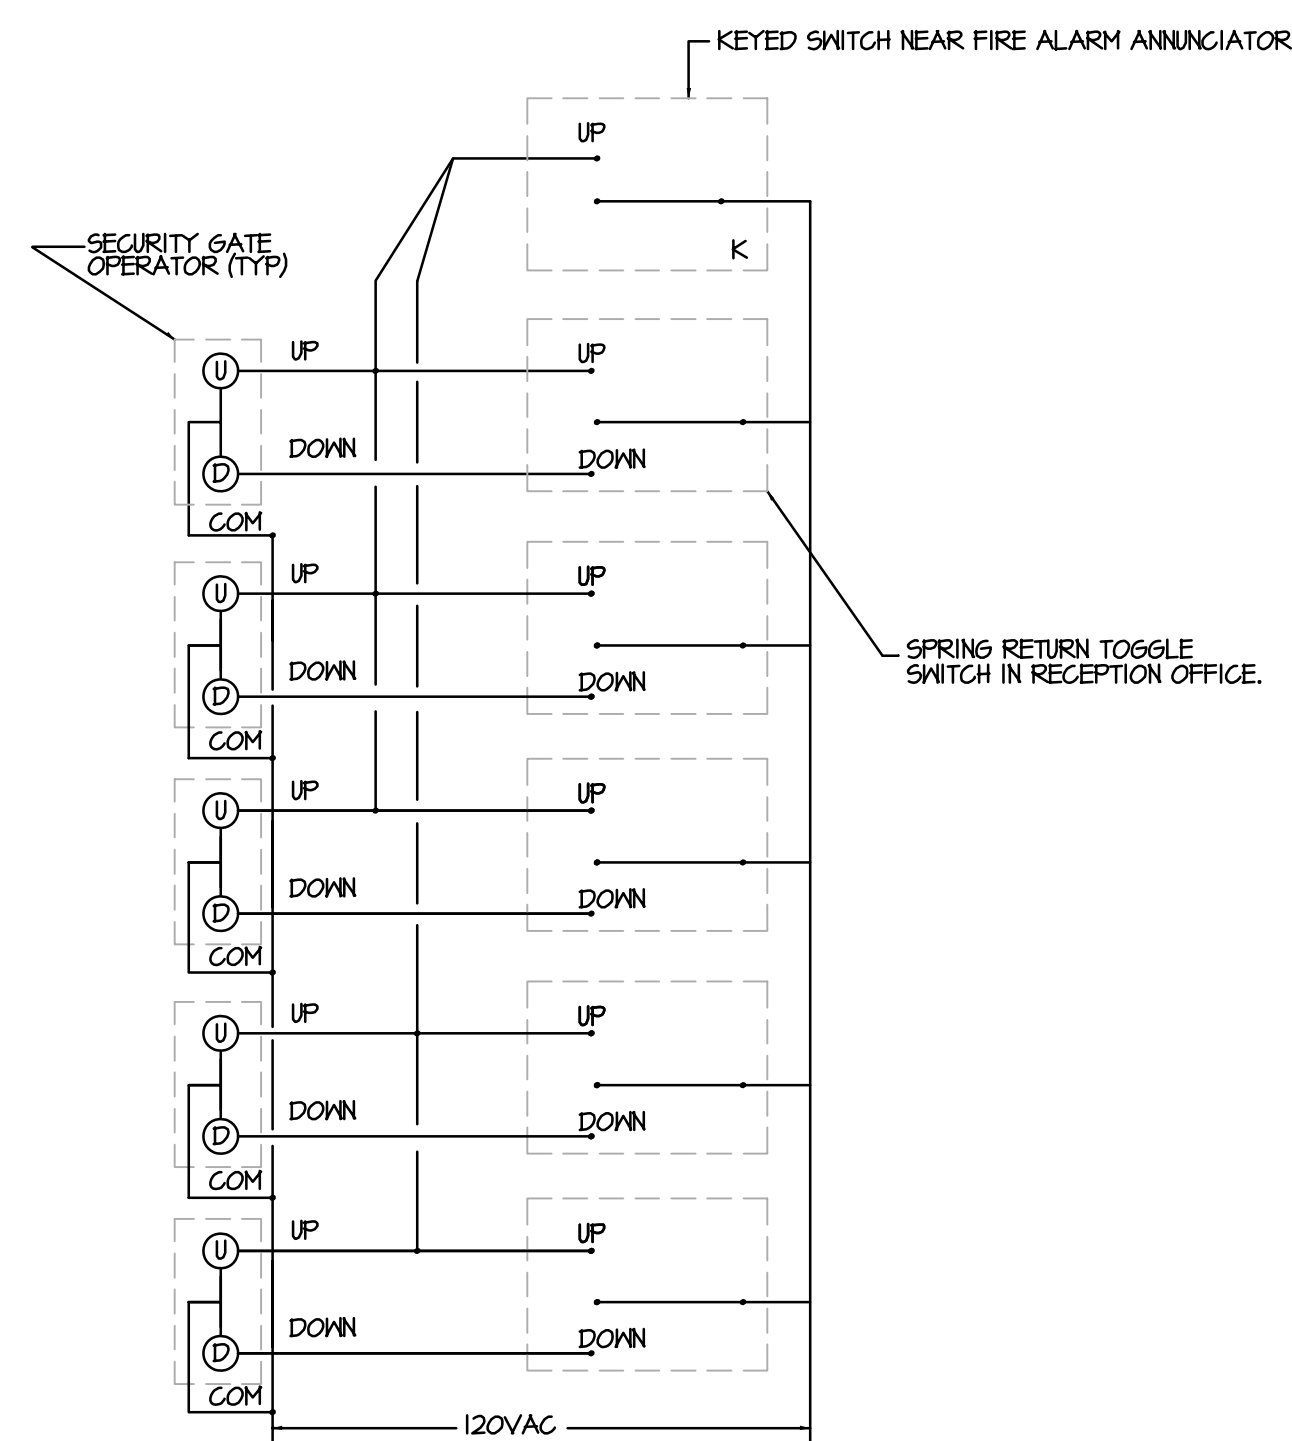 KEYED SWITCH NEAR FIRE ALARM ANNUNCIATOR
UP
K
SECURITY GATE
OPERATOR (TYP)
U
UP
UP
DOWN
DOWN
D
COM
U
UP
UP
DOWN
DOWN
D
COM
SPRING RETURN TOGGLE
SWITCH IN RECEPTION OFFICE.
U
UP
UP
DOWN
DOWN
D
COM
U
UP
UP
DOWN
DOWN
D
COM
U
UP
UP
DOWN
DOWN
D
COM
120VAC